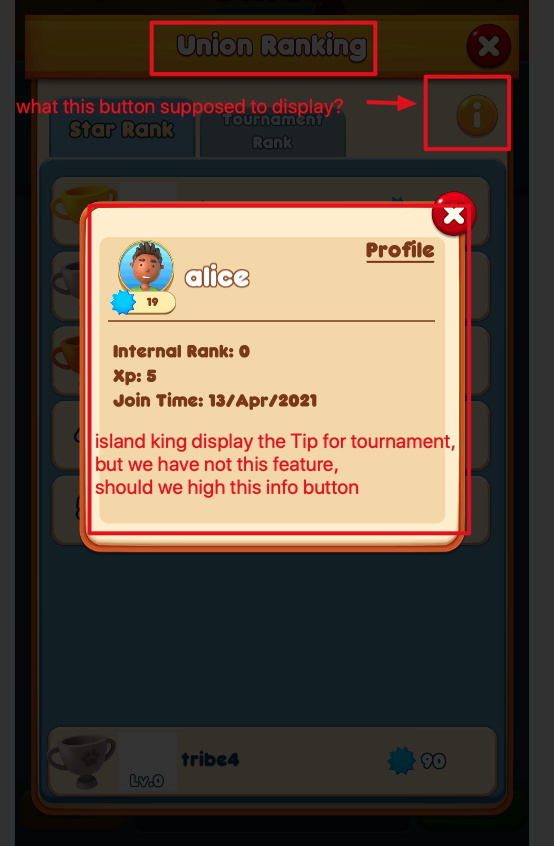 Union Ranking
what this button supposed to display?
Star Rank
Tournament
Rank
Profile
alice
19
Internal Rank: 0
Xp: 5
Join Time: 13/Apr/2021
island king display the Tip for tournament,
but we have not this feature,
should we high this info button
tribe4
90
Lv.0